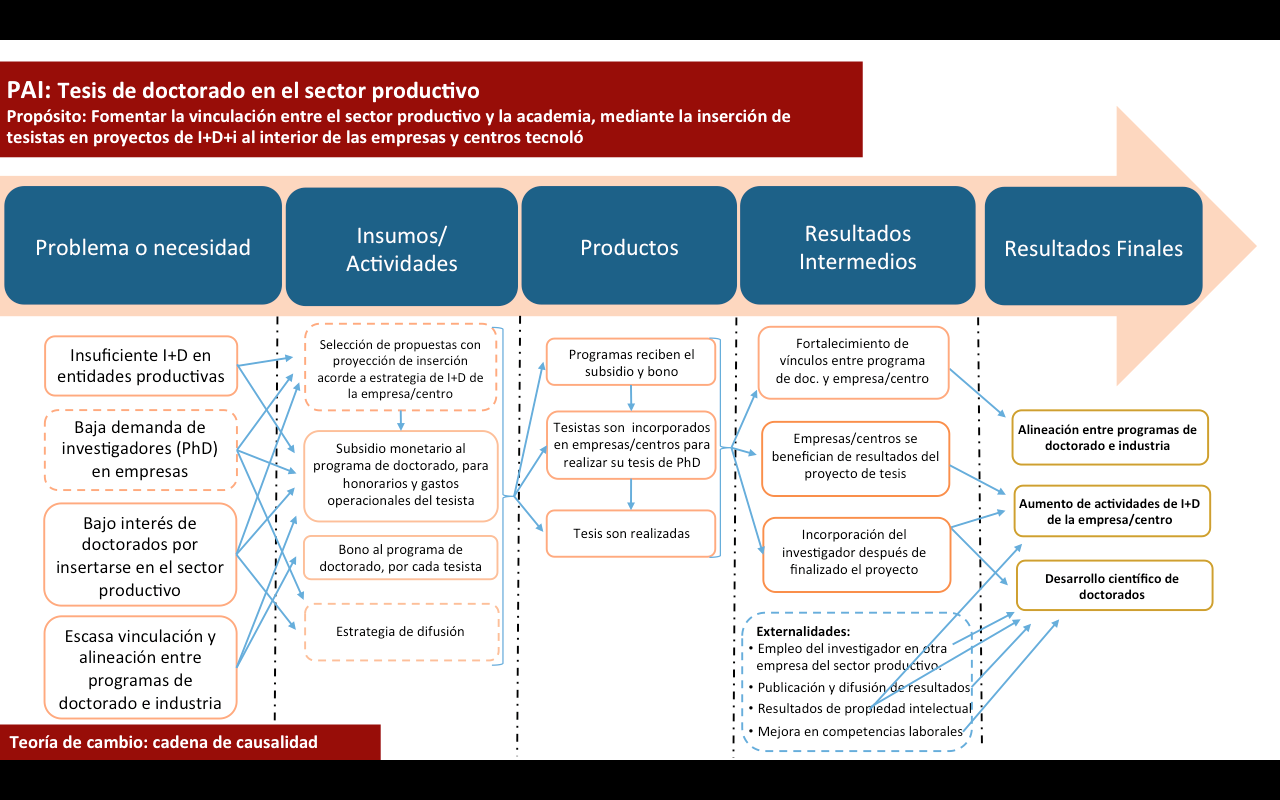 PAI: Tesis de doctorado en el sector productivo
Propósito: Fomentar la vinculación entre el sector productivo y la academia, mediante la inserción de
tesistas en proyectos de I+D+i al interior de las empresas y centros tecnoló
Problema o necesidad
Insumos/
Actividades
Productos
Resultados
Intermedios
Resultados Finales
Insuficiente I+D en
entidades productivas
Baja demanda de
investigadores (PhD)
en empresas
Bajo interés de
doctorados por
insertarse en el sector
productivo
Escasa vinculación y
alineación entre
programas de
doctorado e industria
Selección de propuestas con
proyección de inserción
acorde a estrategia de I+D de
la empresa/centro
Subsidio monetario al
programa de doctorado, para
honorarios y gastos
operacionales del tesista
Bono al programa de
doctorado, por cada tesista
Estrategia de difusión
Programas reciben el
subsidio y bono
Tesistas son incorporados
en empresas/centros para
realizar su tesis de PhD
Tesis son realizadas
Fortalecimiento de
vínculos entre programa
de doc. y empresa/centro
Empresas/centros se
benefician de resultados del
proyecto de tesis
Incorporación del
investigador después de
finalizado el proyecto
Externalidades:
• Empleo del investigador en otra
empresa del sector productivo.
• Publicación y difusión de resultados
• Resultados de propiedad intelectual
• Mejora en competencias laborales
Alineación entre programas de
doctorado e industria
Aumento de actividades de I+D
de la empresa/centro
Desarrollo científico de
doctorados
Teoría de cambio: cadena de causalidad